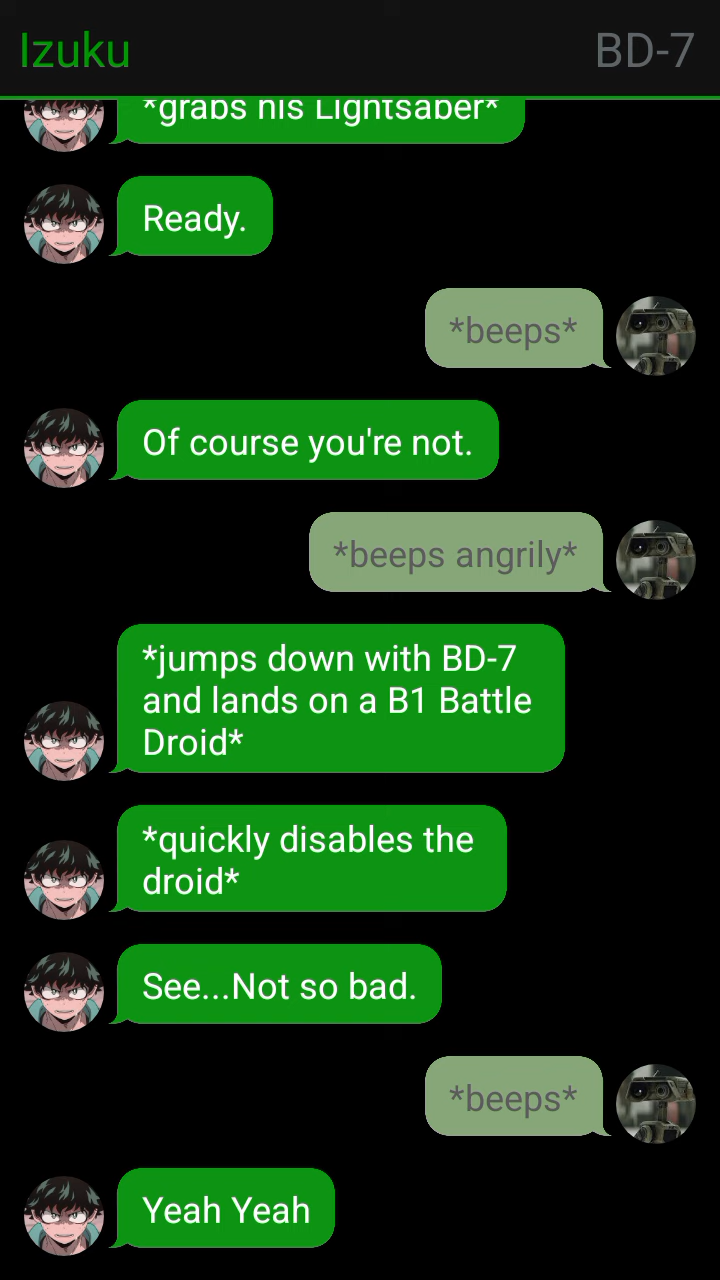 Izuku
BD-7
*grabs his Lightsaber*
Ready.
*beeps*
Of course you're not.
*beeps angrily*
*jumps down with BD-7
and lands on a B1 Battle
Droid*
*quickly disables the
droid*
See...Not so bad.
*beeps*
Yeah Yeah